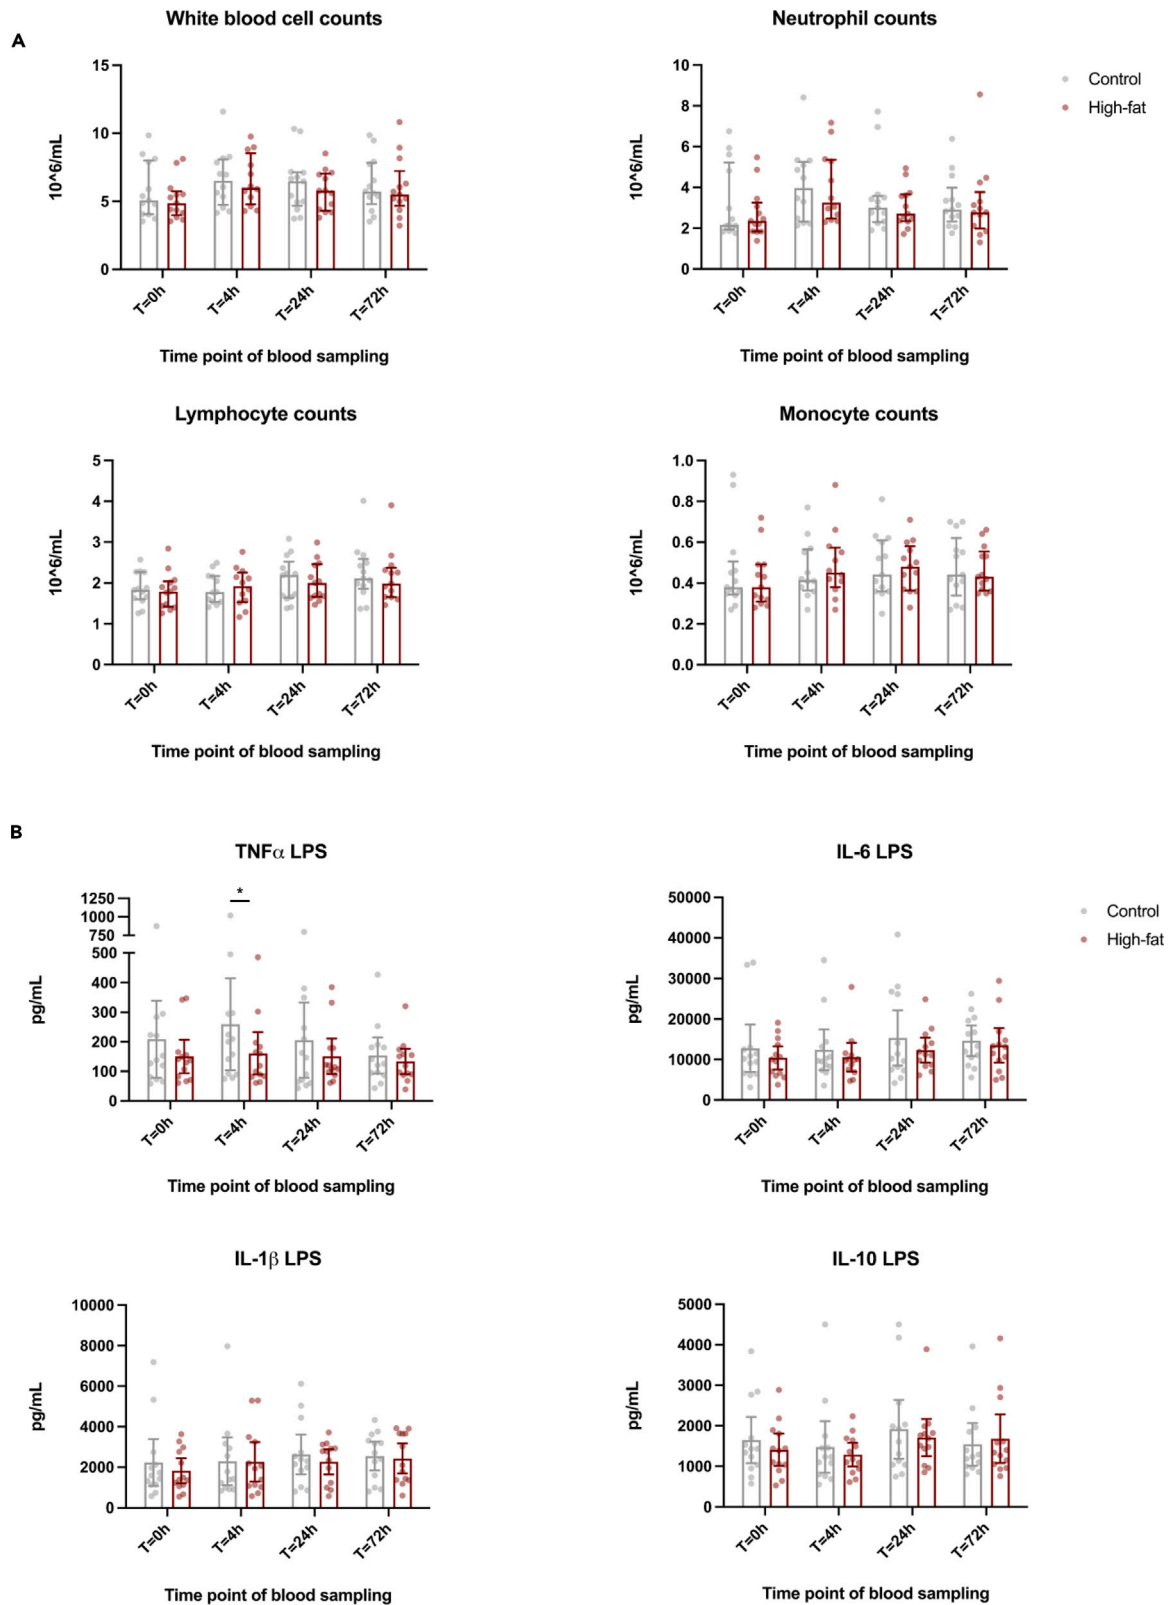 A
White blood cell counts
10^6/mL
15
10
5
0
T=0h
T=4h
T=24h
T=72h
Time point of blood sampling
Neutrophil counts
10^6/mL
10
8
6
4
2
0
T=0h
T=4h
T=24h
T=72h
Time point of blood sampling
Control
High-fat
Lymphocyte counts
10^6/mL
5
4
3
2
1
0
T=0h
T=4h
T=24h
T=72h
Time point of blood sampling
Monocyte counts
10^6/mL
1.0
0.8
0.6
0.4
0.2
0.0
T=0h
T=4h
T=24h
T=72h
Time point of blood sampling
B
TNFα LPS
pg/mL
1250
1000
750
500
400
300
200
100
0
*
T=0h
T=4h
T=24h
T=72h
Time point of blood sampling
IL-6 LPS
pg/mL
50000
40000
30000
20000
10000
0
T=0h
T=4h
T=24h
T=72h
Time point of blood sampling
Control
High-fat
IL-1β LPS
pg/mL
10000
8000
6000
4000
2000
0
T=0h
T=4h
T=24h
T=72h
Time point of blood sampling
IL-10 LPS
pg/mL
5000
4000
3000
2000
1000
0
T=0h
T=4h
T=24h
T=72h
Time point of blood sampling